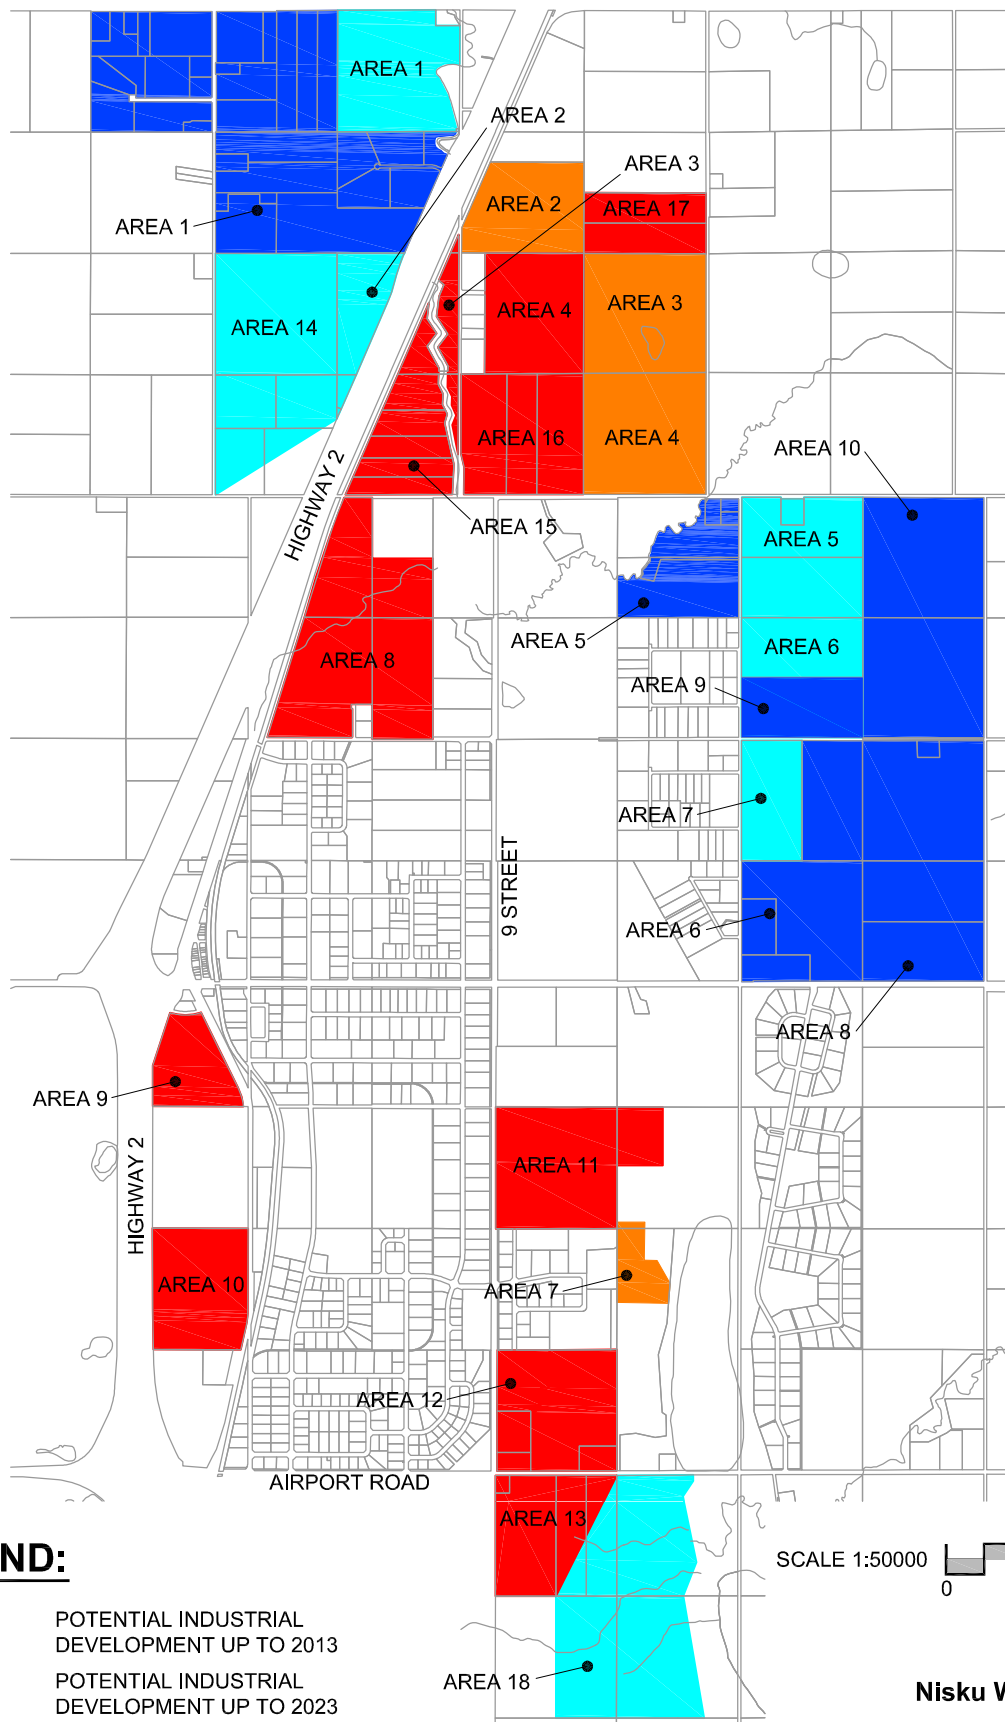 AREA 1
AREA 2
AREA 3
AREA 2
AREA 17
AREA 1
AREA 3
AREA 4
AREA 14
AREA 16
AREA 4
AREA 10
HIGHWAY 2
AREA 15
AREA 5
AREA 5
AREA 6
AREA 8
AREA 9
AREA 7
9 STREET
AREA 6
AREA 8
AREA 9
HIGHWAY 2
AREA 11
AREA 10
AREA 7
AREA 12
AIRPORT ROAD
AREA 13
ND:
SCALE 1:50000
0
POTENTIAL INDUSTRIAL
DEVELOPMENT UP TO 2013
POTENTIAL INDUSTRIAL
DEVELOPMENT UP TO 2023
AREA 18
Nisku W